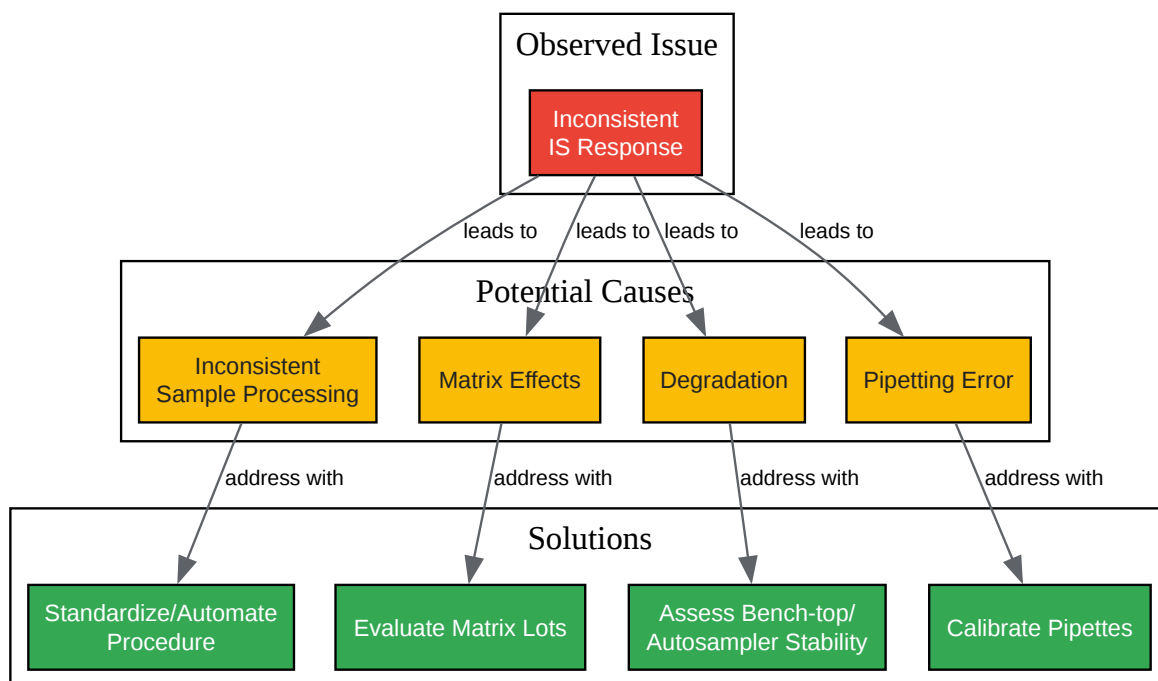 Observed Issue
Inconsistent
IS Response
leads to
leads to
leads to
leads to
Potential Causes
Inconsistent
Sample Processing
Matrix Effects
Degradation
Pipetting Error
address with
address with
address with
address with
Solutions
Standardize/Automate
Procedure
Evaluate Matrix Lots
Assess Bench-top/
Autosampler Stability
Calibrate Pipettes